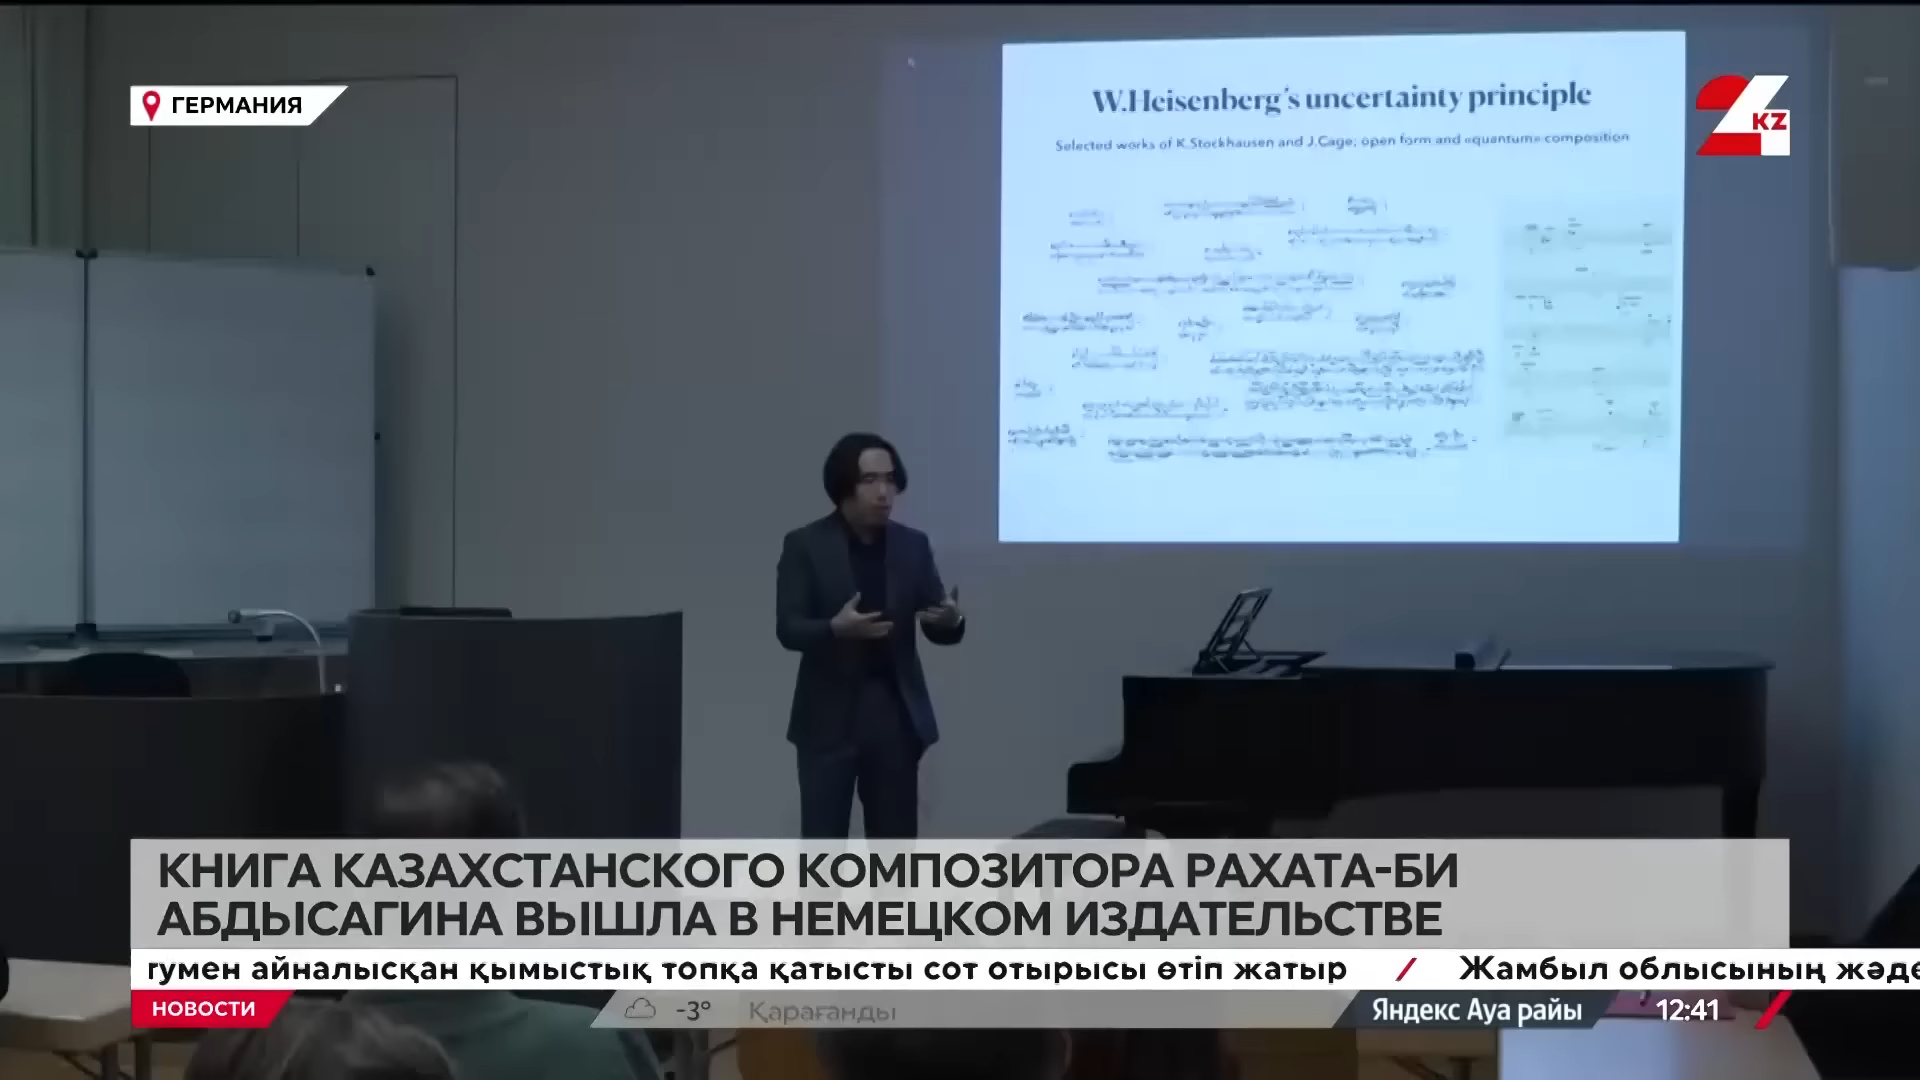 ГЕРМАНИЯ
24
KZ
W.Heisenberg's uncertainty principle
Selected works of K.Stockhausen and J.Cage; open form and «quantum» composition
КНИГА КАЗАХСТАНСКОГО КОМПОЗИТОРА РАХАТА-БИ
АБДЫСАГИНА ВЫШЛА В НЕМЕЦКОМ ИЗДАТЕЛЬСТВЕ
айналысқан қымыстық топқа қатысты сот отырысы өтіп жатыр / Жамбыл облысының
НОВОСТИ
-3° Қарағанды
Яндекс Ауа райы
12:41